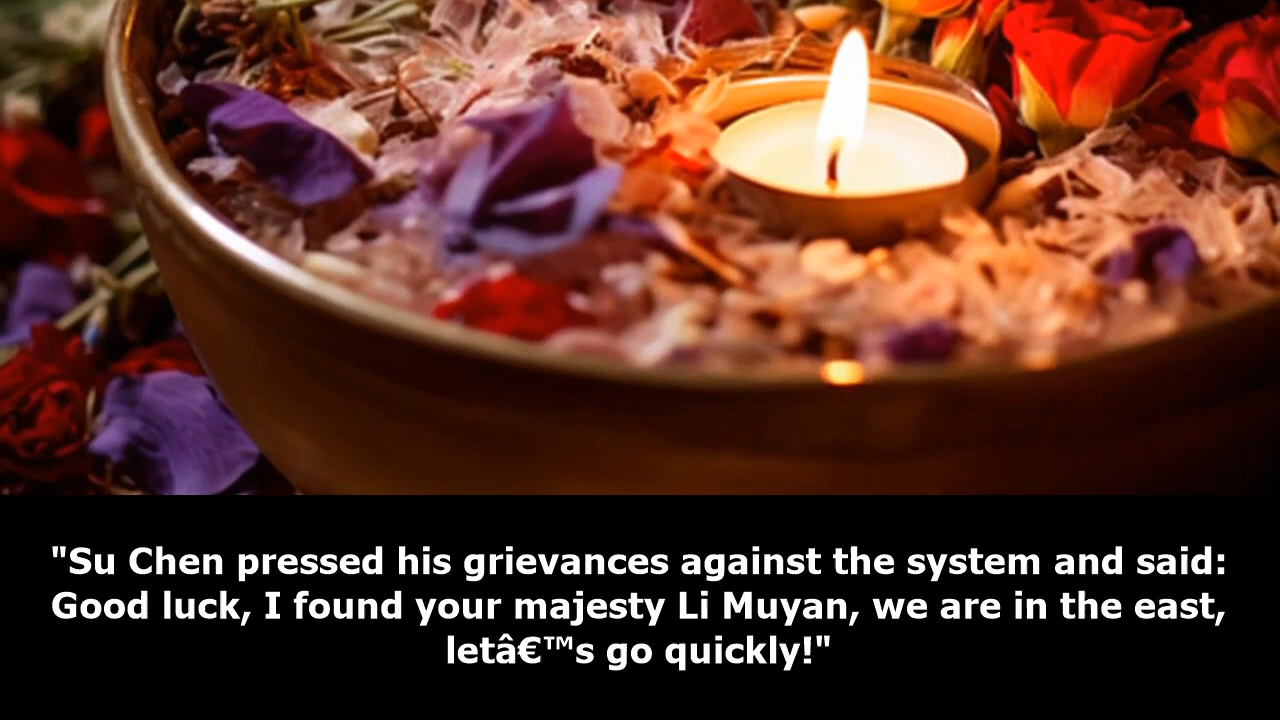 "Su Chen pressed his grievances against the system and said:
Good luck, I found your majesty Li Muyan, we are in the east,
letâ€™s go quickly!"